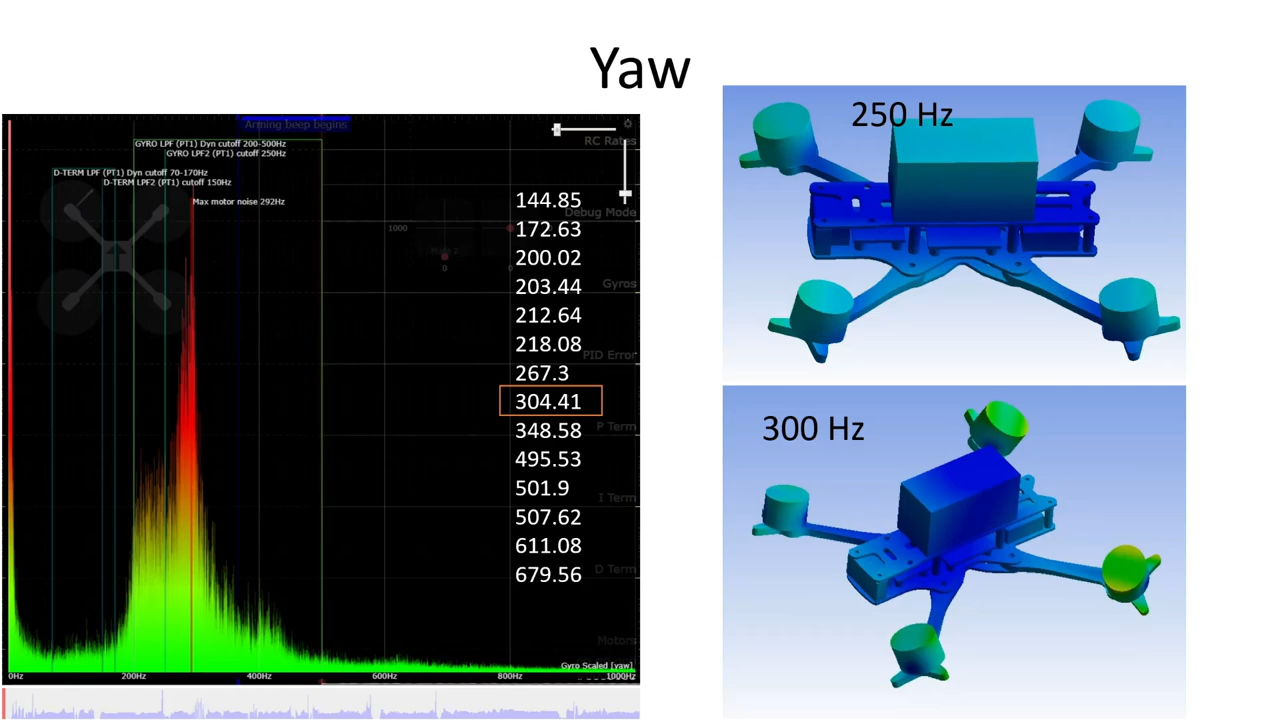 Yaw
Arming beep begins
RC Rates
GYRO LPF (PT1) Dyn cutoff 200-500Hz
GYRO LPF2 (PT1) cutoff 250Hz
D-TERM LPF (PT1) Dyn cutoff 70-170Hz
D-TERM LPF2 (PT1) cutoff 150Hz
Max motor noise 292Hz
Debug Mode
1000
0
0
Gyros
PID Error
P Term
I Term
D Term
Motors
144.85
172.63
200.02
203.44
212.64
218.08
267.3
304.41
348.58
495.53
501.9
507.62
611.08
679.56
Gyro Scaled [yaw]
0Hz
200Hz
400Hz
600Hz
800Hz
1000Hz
250 Hz
300 Hz